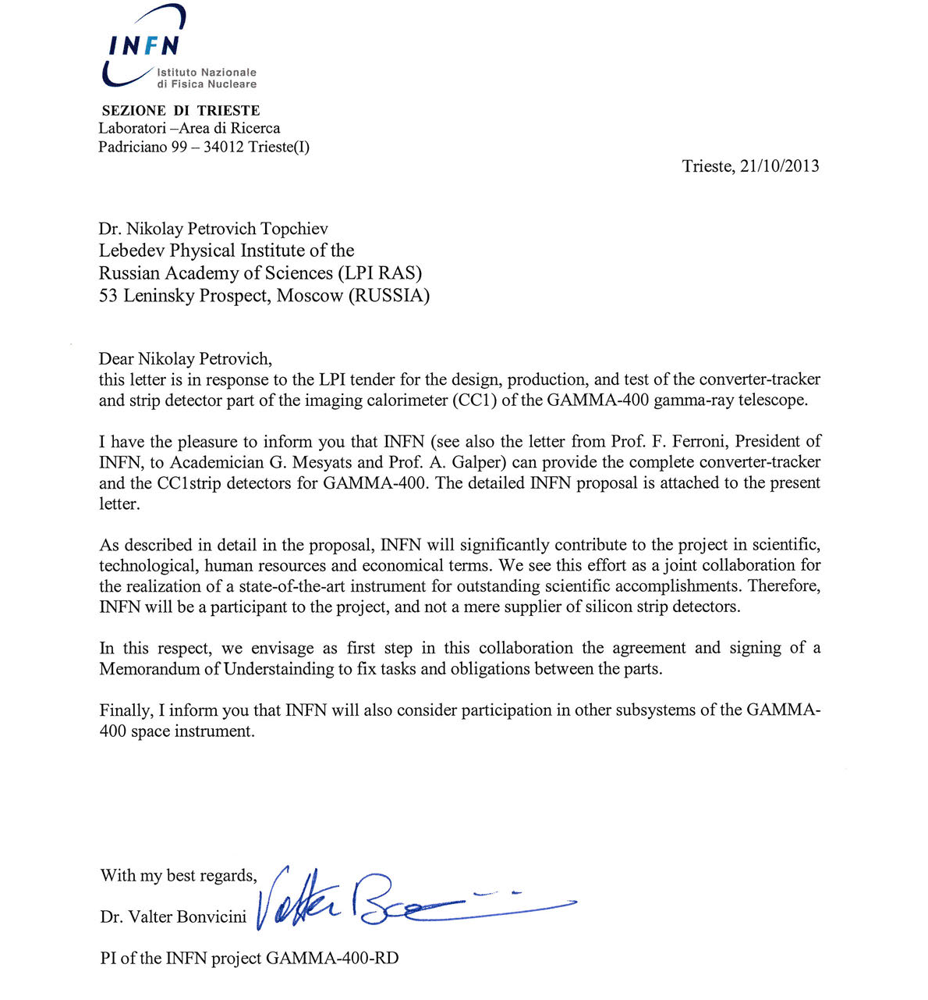 INFN
Istituto Nazionale
di Fisica Nucleare
SEZIONE DI TRIESTE
Laboratori –Area di Ricerca
Padriciano 99 – 34012 Trieste(I)
Trieste, 21/10/2013
Dr. Nikolay Petrovich Topchiev
Lebedev Physical Institute of the
Russian Academy of Sciences (LPI RAS)
53 Leninsky Prospect, Moscow (RUSSIA)
Dear Nikolay Petrovich,
this letter is in response to the LPI tender for the design, production, and test of the converter-tracker
and strip detector part of the imaging calorimeter (CC1) of the GAMMA-400 gamma-ray telescope.
I have the pleasure to inform you that INFN (see also the letter from Prof. F. Ferroni, President of
INFN, to Academician G. Mesyats and Prof. A. Galper) can provide the complete converter-tracker
and the CC1strip detectors for GAMMA-400. The detailed INFN proposal is attached to the present
letter.
As described in detail in the proposal, INFN will significantly contribute to the project in scientific,
technological, human resources and economical terms. We see this effort as a joint collaboration for
the realization of a state-of-the-art instrument for outstanding scientific accomplishments. Therefore,
INFN will be a participant to the project, and not a mere supplier of silicon strip detectors.
In this respect, we envisage as first step in this collaboration the agreement and signing of a
Memorandum of Understainding to fix tasks and obligations between the parts.
Finally, I inform you that INFN will also consider participation in other subsystems of the GAMMA-
400 space instrument.
With my best regards,
Valter
Dr. Valter Bonvicini
PI of the INFN project GAMMA-400-RD